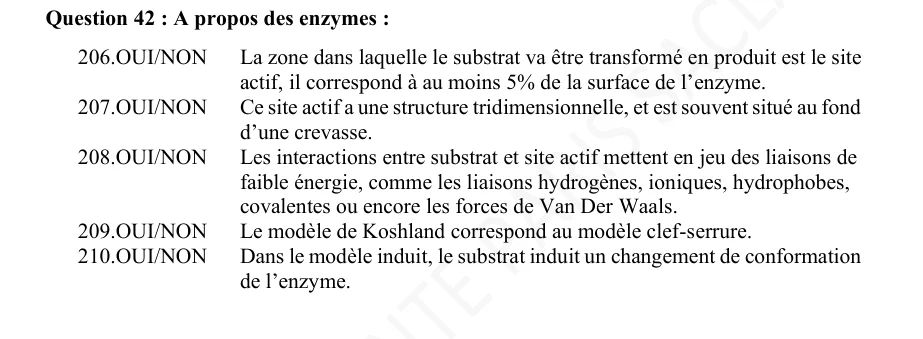 Question 42 : A propos des enzymes :
206.OUI/NON La zone dans laquelle le substrat va être transformé en produit est le site
actif, il correspond à au moins 5% de la surface de l'enzyme.
207.OUI/NON Ce site actif a une structure tridimensionnelle, et est souvent situé au fond
d'une crevasse.
208.OUI/NON Les interactions entre substrat et site actif mettent en jeu des liaisons de
faible énergie, comme les liaisons hydrogènes, ioniques, hydrophobes,
covalentes ou encore les forces de Van Der Waals.
209.OUI/NON Le modèle de Koshland correspond au modèle clef-serrure.
210.OUI/NON Dans le modèle induit, le substrat induit un changement de conformation
de l'enzyme.